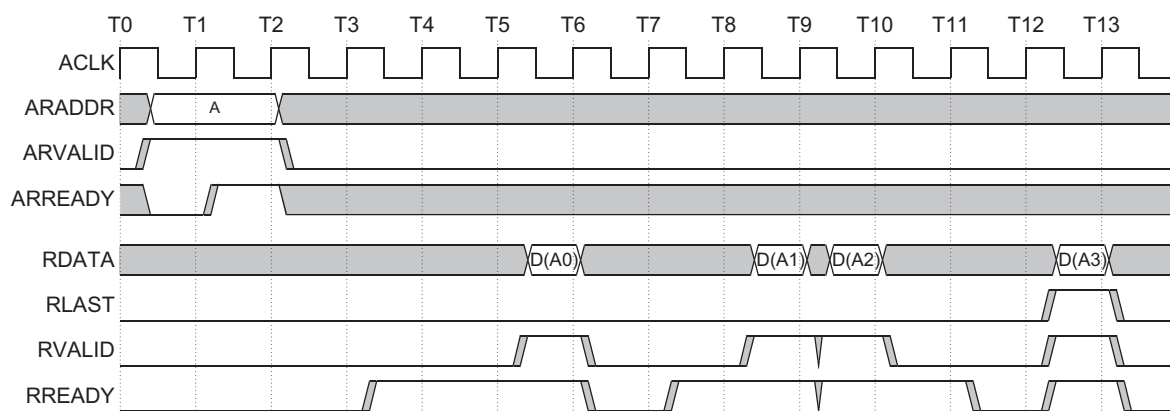 T0 T1 T2 T3 T4 T5 T6 T7 T8 T9 T10 T11 T12 T13
ACLK
ARADDR A
ARVALID
ARREADY
RDATA D(A0) D(A1) D(A2) D(A3)
RLAST
RVALID
RREADY